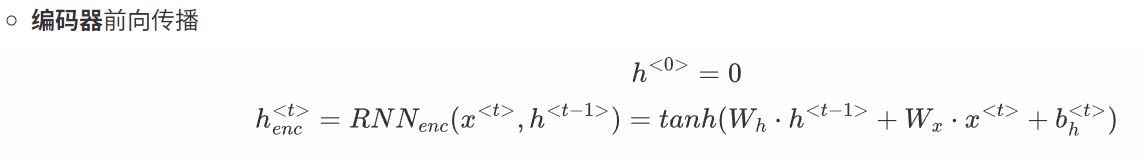 编码器前向传播
h^{<0>} = 0
h_{enc}^{<t>} = RNN_{enc}(x^{<t>}, h^{<t-1>}) = tanh(W_h · h^{<t-1>} + W_x · x^{<t>} + b_h^{<t>})